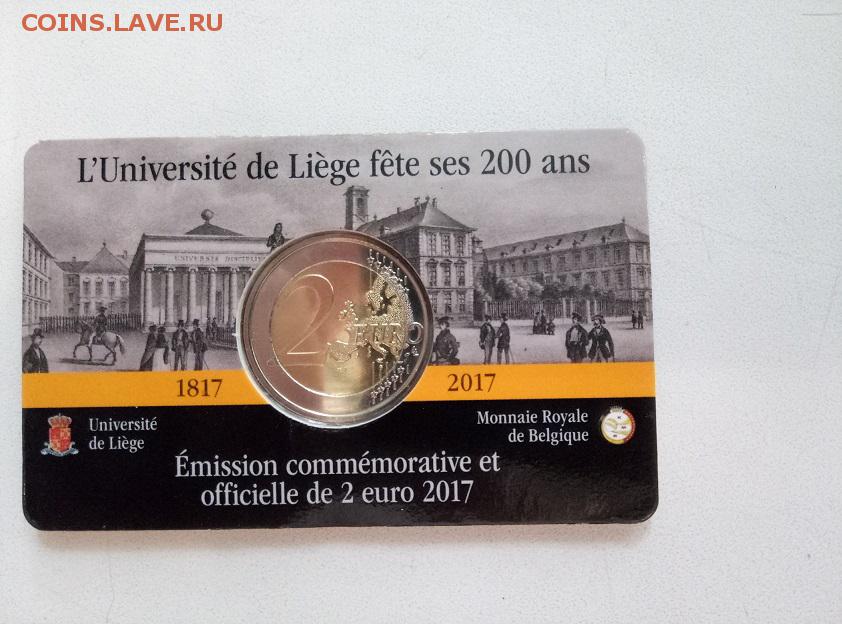 COINS.LAVE.RU
L'Université de Liège fête ses 200 ans
2 EURO
1817
2017
Université
de Liège
Monnaie Royale
de Belgique
Émission commémorative et
officielle de 2 euro 2017